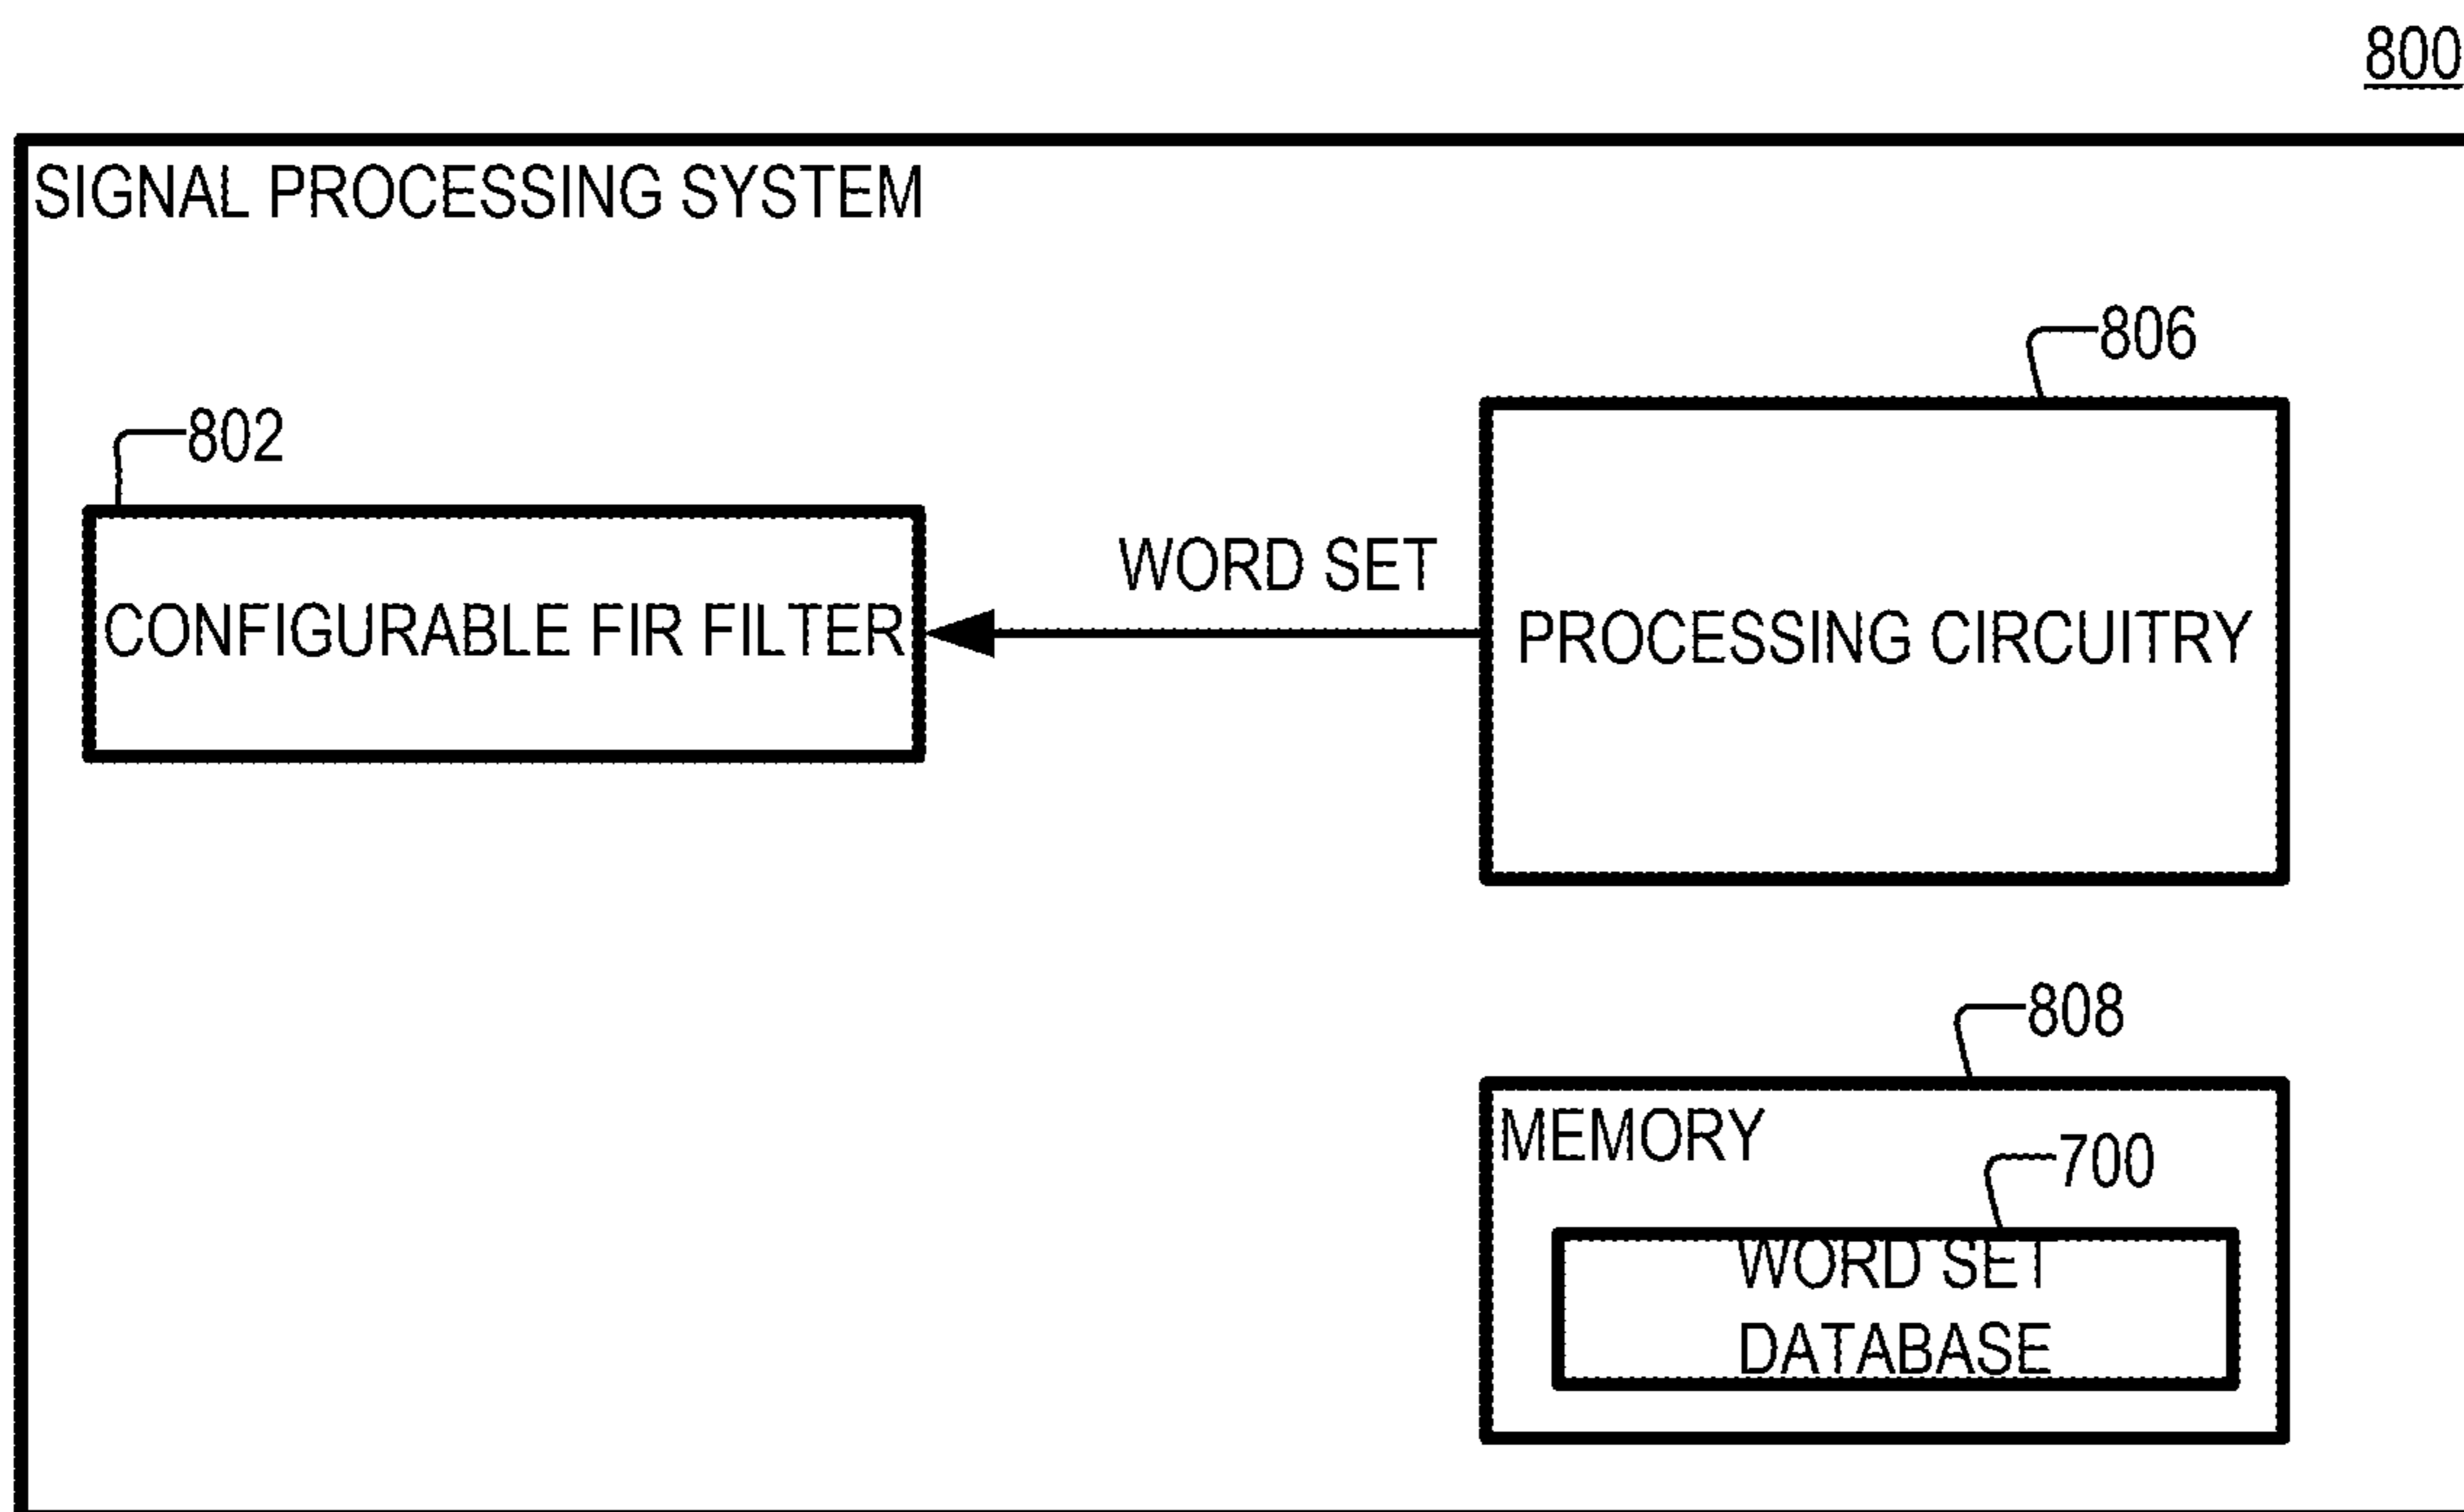 800
SIGNAL PROCESSING SYSTEM
806
802
WORD SET
CONFIGURABLE FIR FILTER
PROCESSING CIRCUITRY
808
MEMORY
700
WORD SET
DATABASE